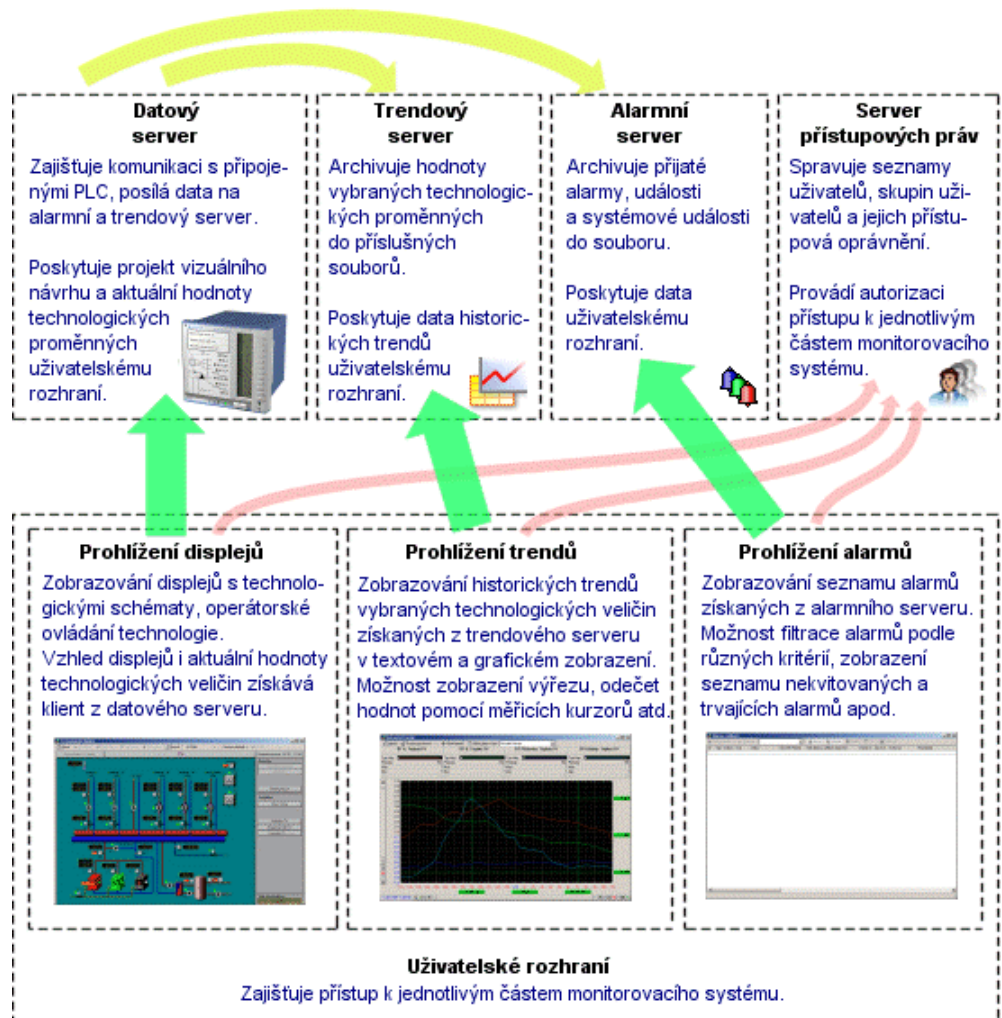 Datový
server
Zajišťuje komunikaci s připoje-
nými PLC, posílá data na
alarmní a trendový server.
Poskytuje projekt vizuálního
návrhu a aktuální hodnoty
technologických
proměnných
uživatelskému
rozhraní.
Trendový
server
Archivuje hodnoty
vybraných technologic-
kých proměnných
do příslušných
souborů.
Poskytuje data historic-
kých trendů
uživatelskému
rozhraní.
Alarmní
server
Archivuje přijaté
alarmy, události
a systémové události
do souboru.
Poskytuje data
uživatelskému
rozhraní.
Server
přístupových práv
Spravuje seznamy
uživatelů, skupin uži-
vatelů a jejich přístu-
pová oprávnění.
Provádí autorizaci
přístupu k jednotlivým
částem monitorovacího
systému.
Prohlížení displejů
Zobrazování displejů s techno-
logickými schématy, operátorské
ovládání technologie.
Vzhled displejů i aktuální hodnoty
technologických veličin získává
klient z datového serveru.
Prohlížení trendů
Zobrazování historických trendů
vybraných technologických veličin
získaných z trendového serveru
v textovém a grafickém zobrazení.
Možnost zobrazení výřezu, odečet
hodnot pomocí měřicích kurzorů atd.
Prohlížení alarmů
Zobrazování seznamu alarmů
získaných z alarmního serveru.
Možnost filtrace alarmů podle
různých kritérií, zobrazení
seznamu nekvitovaných a
trvajících alarmů apod.
Uživatelské rozhraní
Zajišťuje přístup k jednotlivým částem monitorovacího systému.